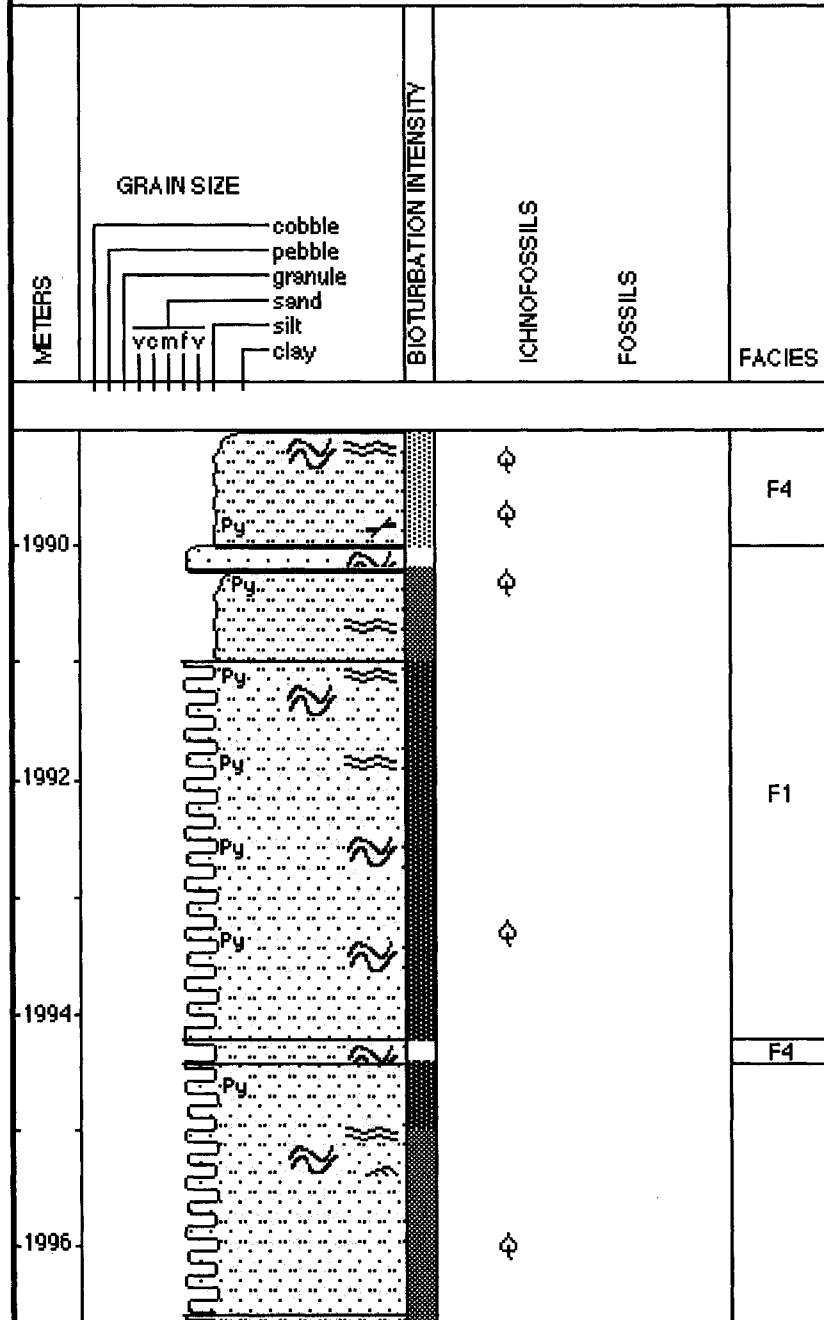 METERS
GRAIN SIZE
cobble
pebble
granule
sand
silt
clay
vcmfv
BIOTURBATION INTENSITY
ICHNOFOSSILS
FOSSILS
FACIES
F4
Py
1990
Py
Py
Py
1992
F1
Py
Py
1994
F4
Py
1996